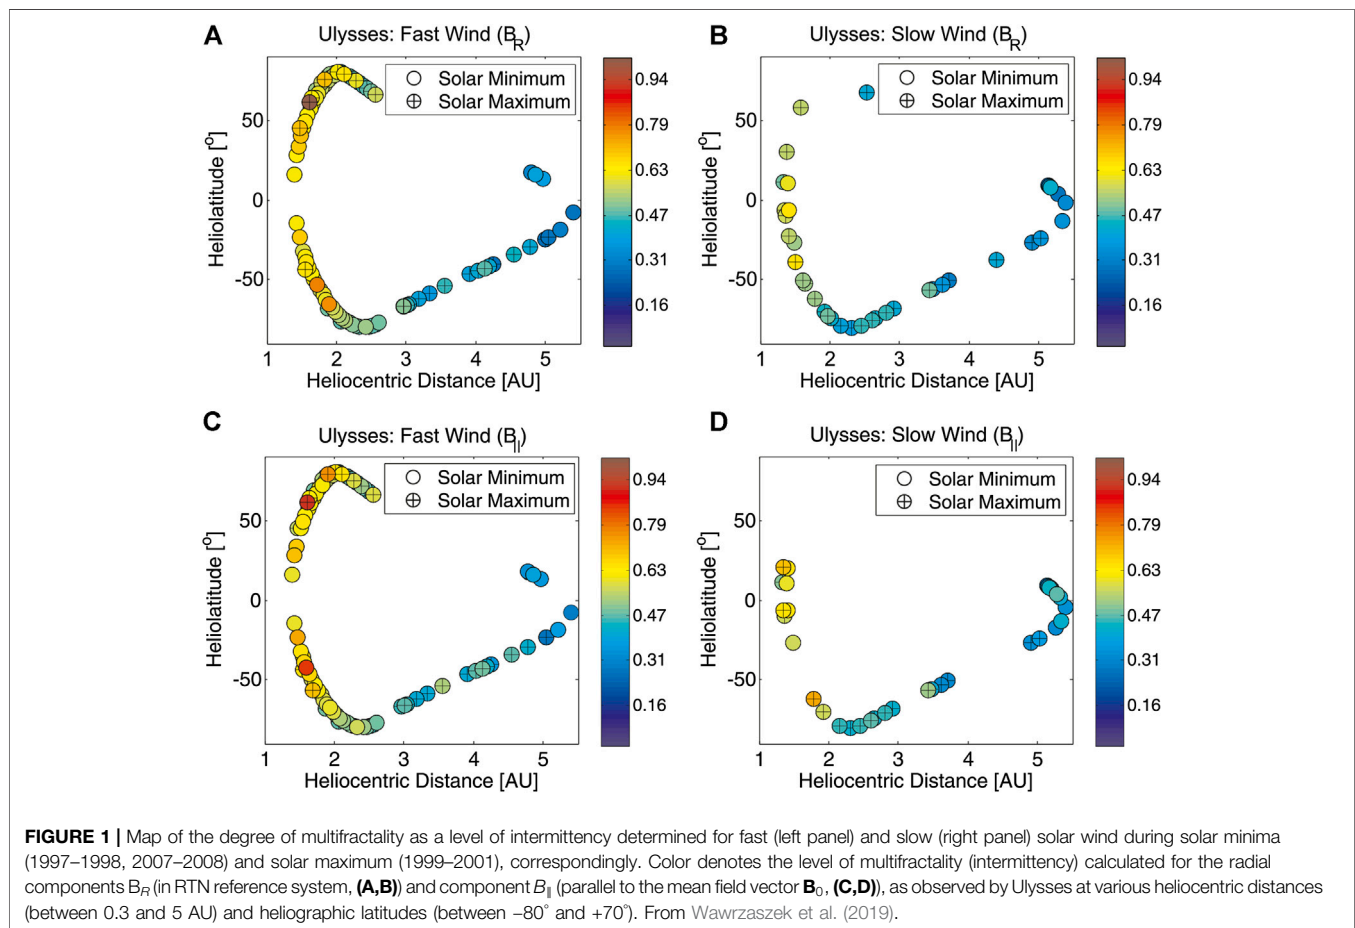 A
Ulysses: Fast Wind (B_R)
Solar Minimum
Solar Maximum
50
0
-50
Heliolatitude [°]
1 2 3 4 5
Heliocentric Distance [AU]
0.94
0.79
0.63
0.47
0.31
0.16
B
Ulysses: Slow Wind (B_R)
Solar Minimum
Solar Maximum
50
0
-50
Heliolatitude [°]
1 2 3 4 5
Heliocentric Distance [AU]
0.94
0.79
0.63
0.47
0.31
0.16
C
Ulysses: Fast Wind (B_||)
Solar Minimum
Solar Maximum
50
0
-50
Heliolatitude [°]
1 2 3 4 5
Heliocentric Distance [AU]
0.94
0.79
0.63
0.47
0.31
0.16
D
Ulysses: Slow Wind (B_||)
Solar Minimum
Solar Maximum
50
0
-50
Heliolatitude [°]
1 2 3 4 5
Heliocentric Distance [AU]
0.94
0.79
0.63
0.47
0.31
0.16
FIGURE 1 | Map of the degree of multifractality as a level of intermittency determined for fast (left panel) and slow (right panel) solar wind during solar minima
(1997–1998, 2007–2008) and solar maximum (1999–2001), correspondingly. Color denotes the level of multifractality (intermittency) calculated for the radial
components B_R (in RTN reference system, (A,B)) and component B_∥ (parallel to the mean field vector B_0, (C,D)), as observed by Ulysses at various heliocentric distances
(between 0.3 and 5 AU) and heliographic latitudes (between −80° and +70°). From Wawrzaszek et al. (2019).